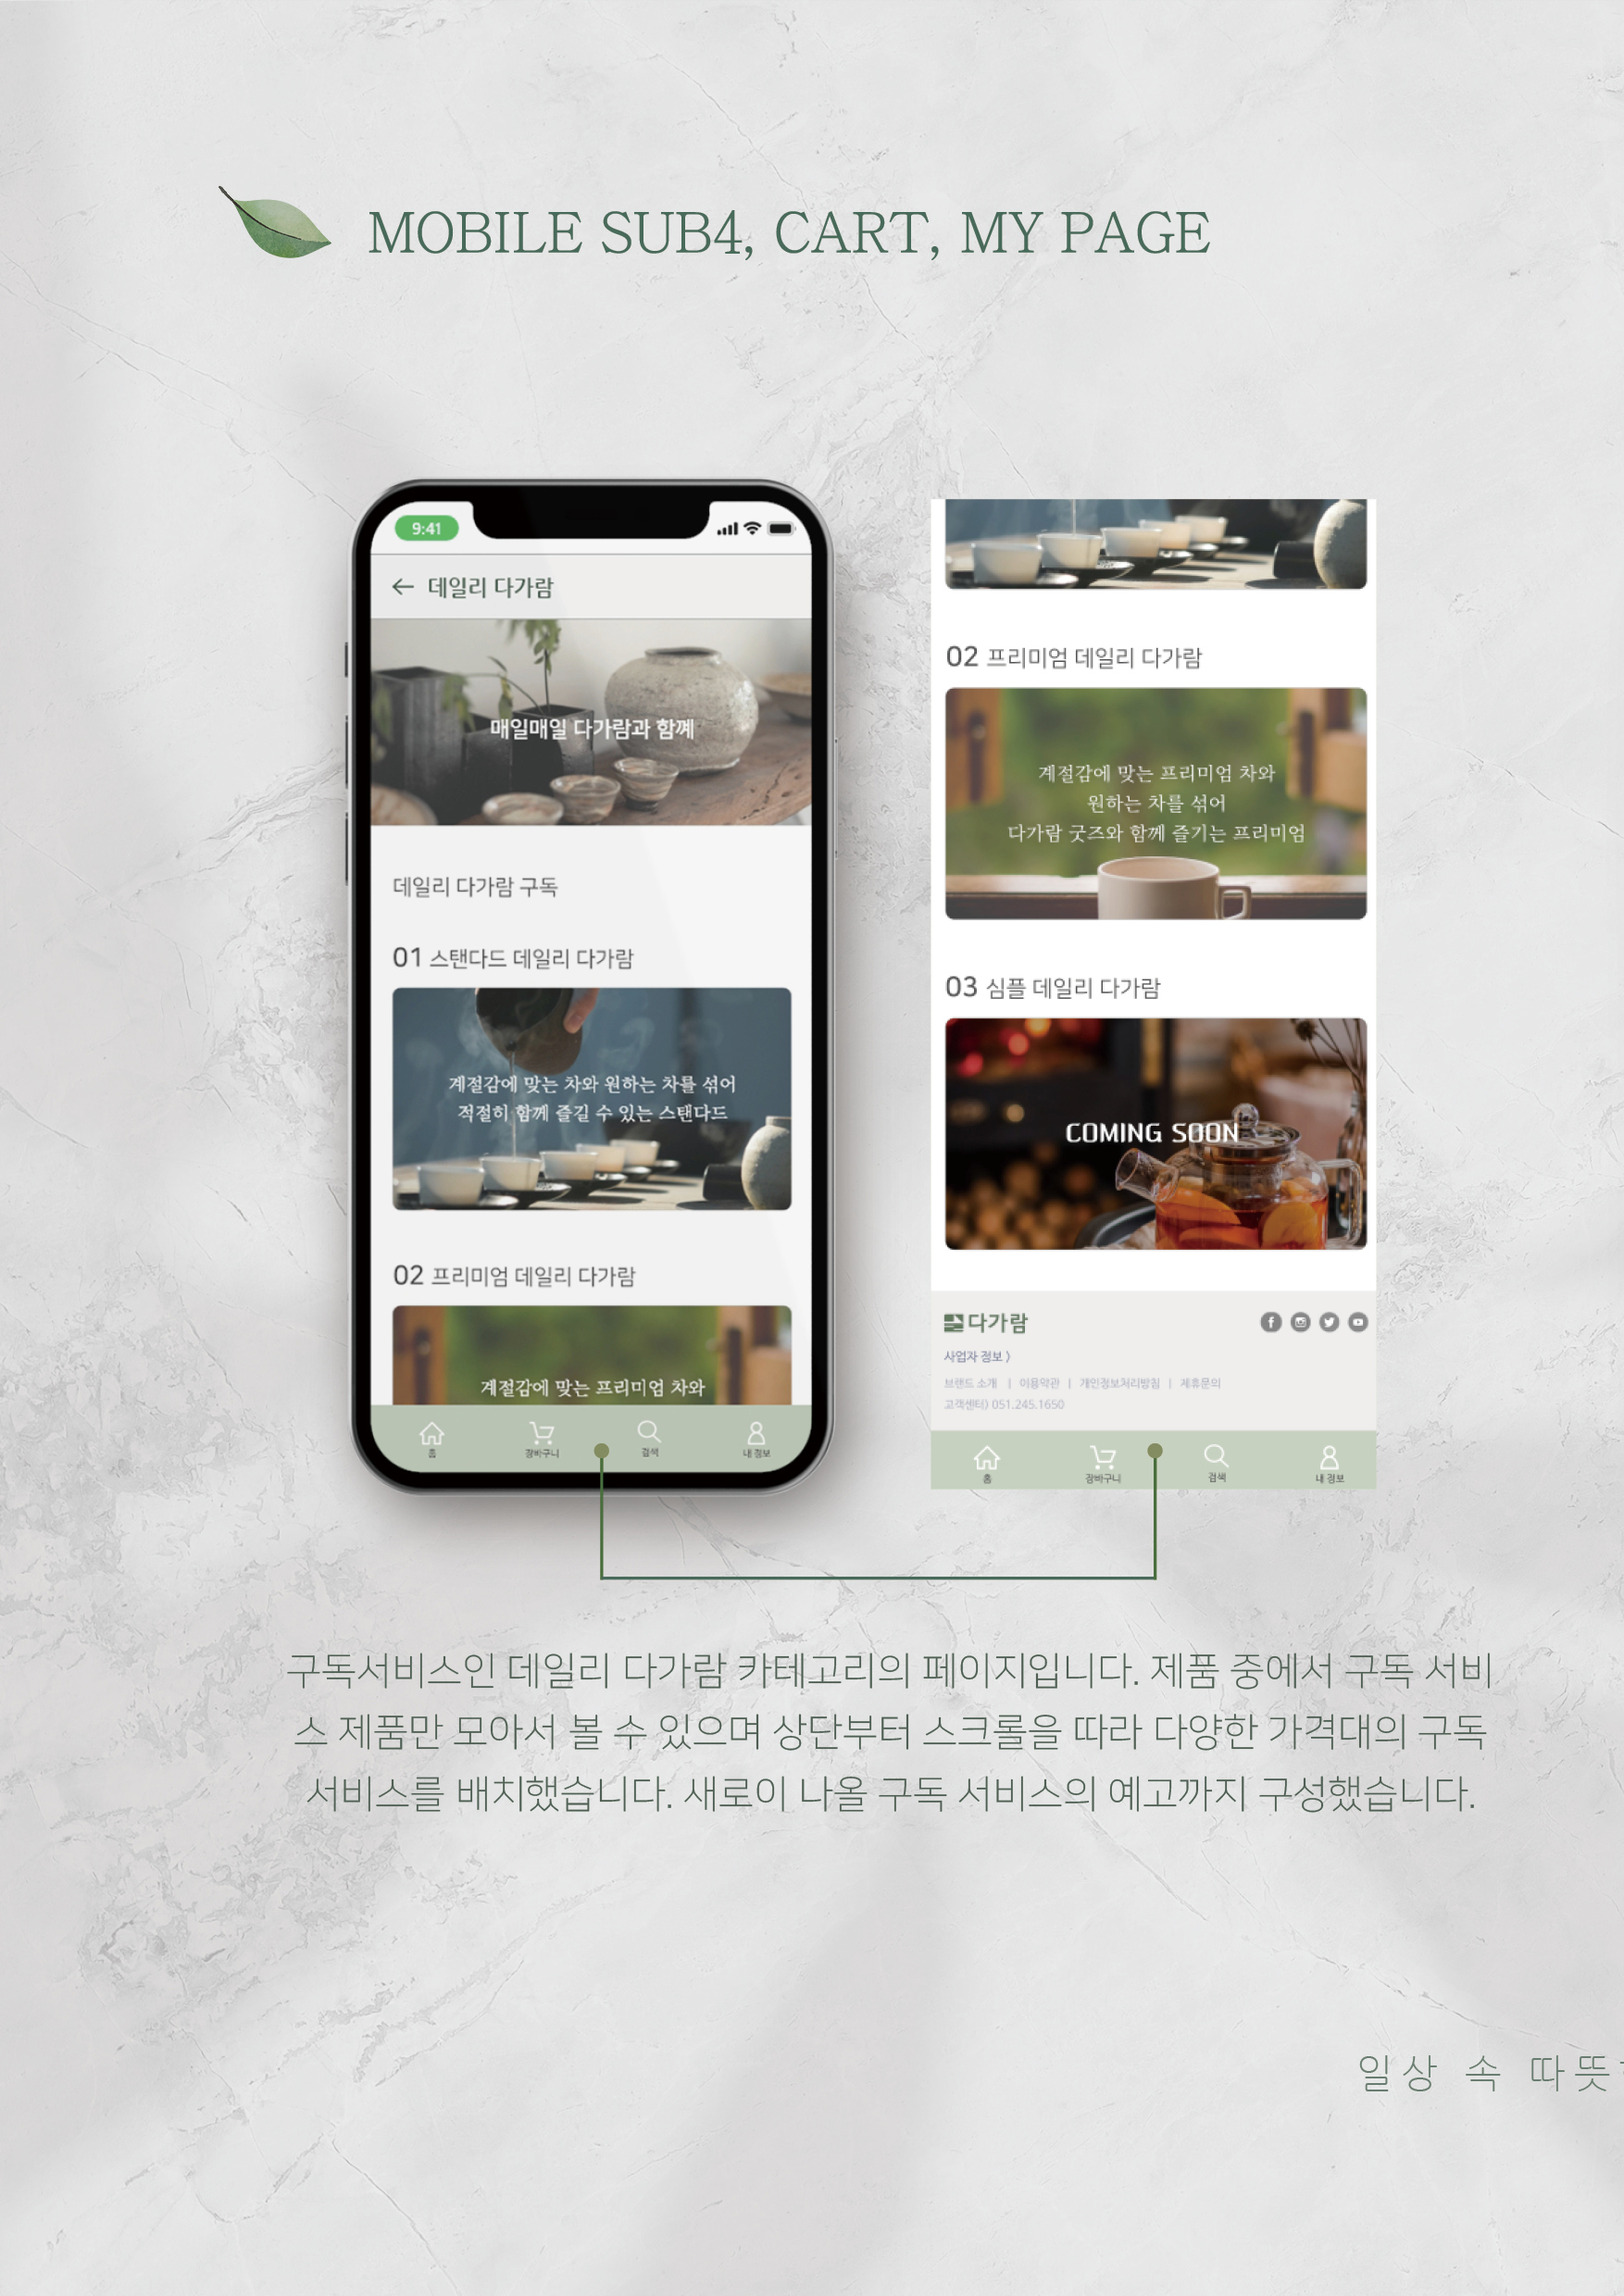 MOBILE SUB4, CART, MY PAGE
9:41
데일리 다가람
매일매일 다가람과 함꼐
데일리 다가람 구독
01 스탠다드 데일리 다가람
계절감에 맞는 차와 원하는 차를 섞어
적절히 함께 즐길 수 있는 스탠다드
02 프리미엄 데일리 다가람
계절감에 맞는 프리미엄 차와
홈 장바구니 검색 내 정보
02 프리미엄 데일리 다가람
계절감에 맞는 프리미엄 차와
원하는 차를 섞어
다가람 굿즈와 함께 즐기는 프리미엄
03 심플 데일리 다가람
COMING SOON
다가람
사업자 정보 〉
브랜드 소개 | 이용약관 | 개인정보처리방침 | 제휴문의
고객센터) 051.245.1650
홈 장바구니 검색 내 정보
구독서비스인 데일리 다가람 카테고리의 페이지입니다. 제품 중에서 구독 서비
스 제품만 모아서 볼 수 있으며 상단부터 스크롤을 따라 다양한 가격대의 구독
서비스를 배치했습니다. 새로이 나올 구독 서비스의 예고까지 구성했습니다.
일상 속 따뜻